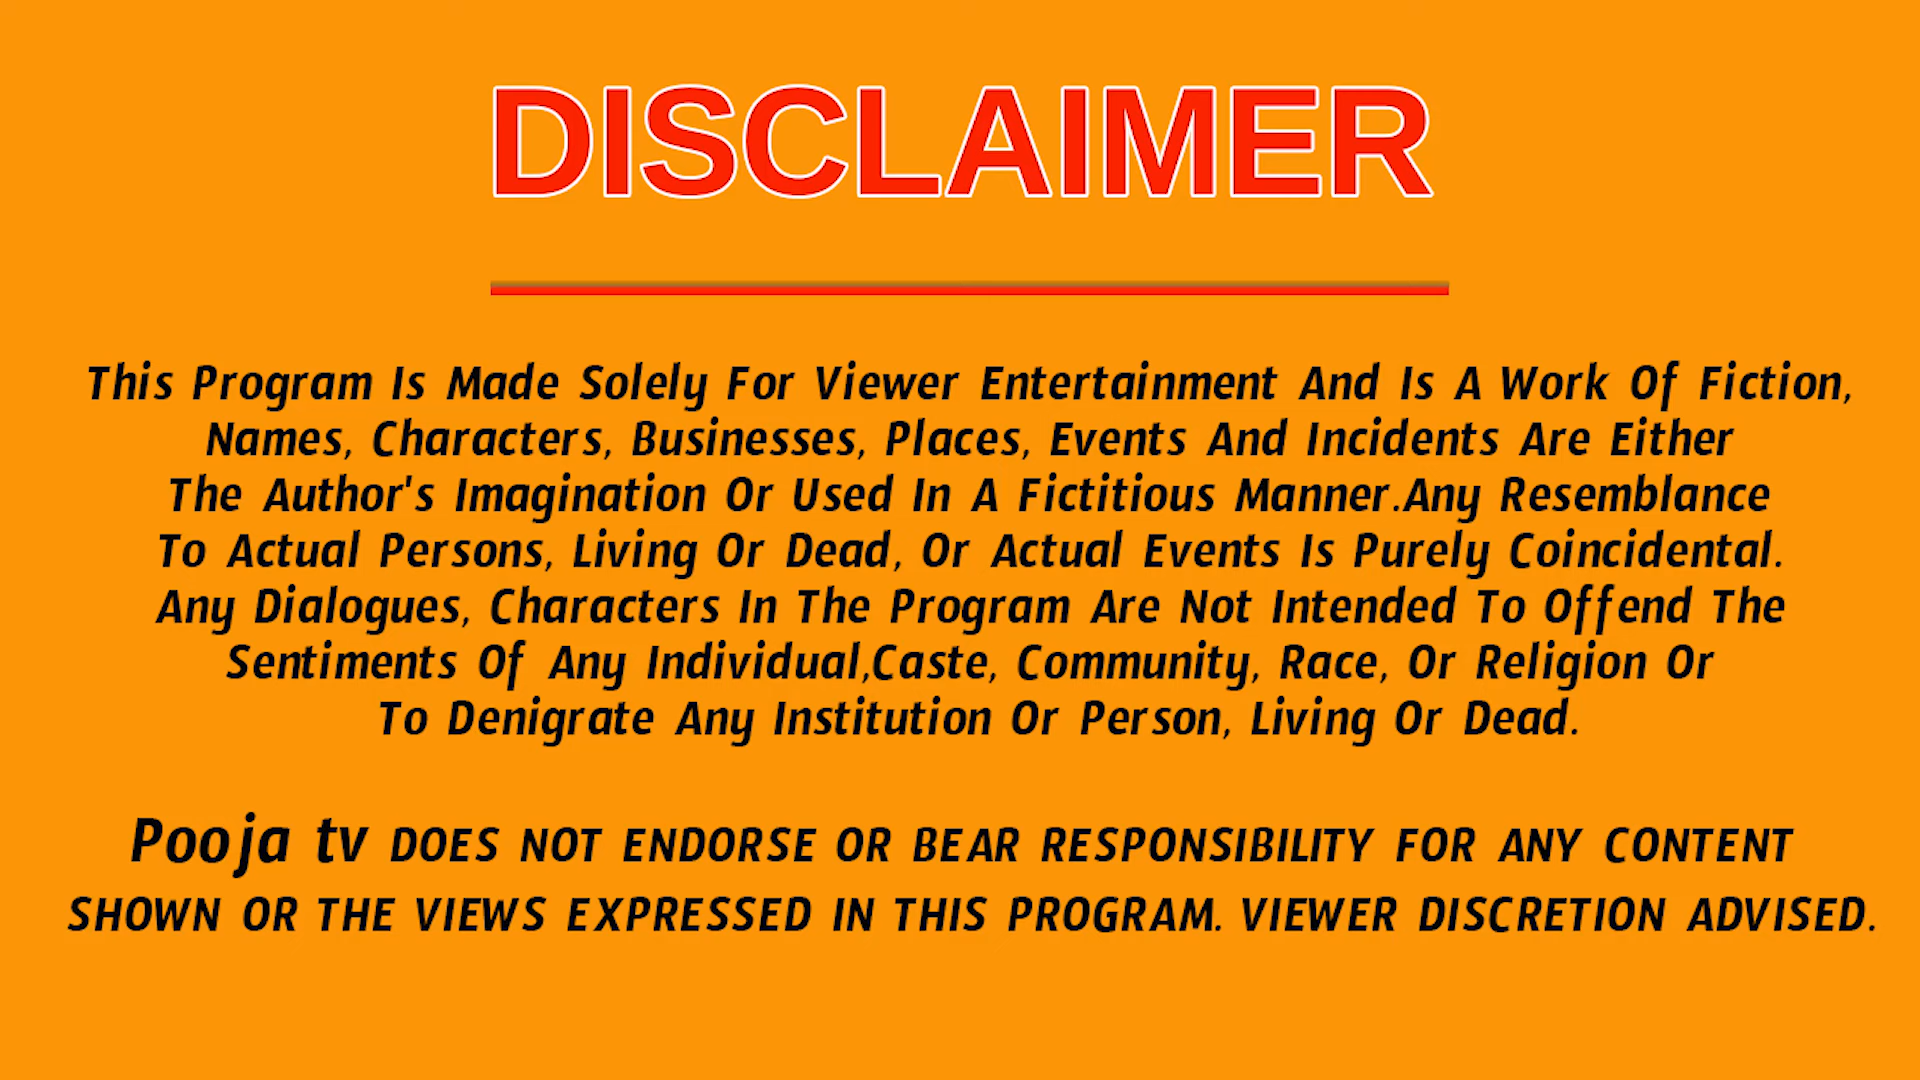 DISCLAIMER
This Program Is Made Solely For Viewer Entertainment And Is A Work Of Fiction,
Names, Characters, Businesses, Places, Events And Incidents Are Either
The Author's Imagination Or Used In A Fictitious Manner.Any Resemblance
To Actual Persons, Living Or Dead, Or Actual Events Is Purely Coincidental.
Any Dialogues, Characters In The Program Are Not Intended To Offend The
Sentiments Of Any Individual,Caste, Community, Race, Or Religion Or
To Denigrate Any Institution Or Person, Living Or Dead.
Pooja tv DOES NOT ENDORSE OR BEAR RESPONSIBILITY FOR ANY CONTENT
SHOWN OR THE VIEWS EXPRESSED IN THIS PROGRAM. VIEWER DISCRETION ADVISED.